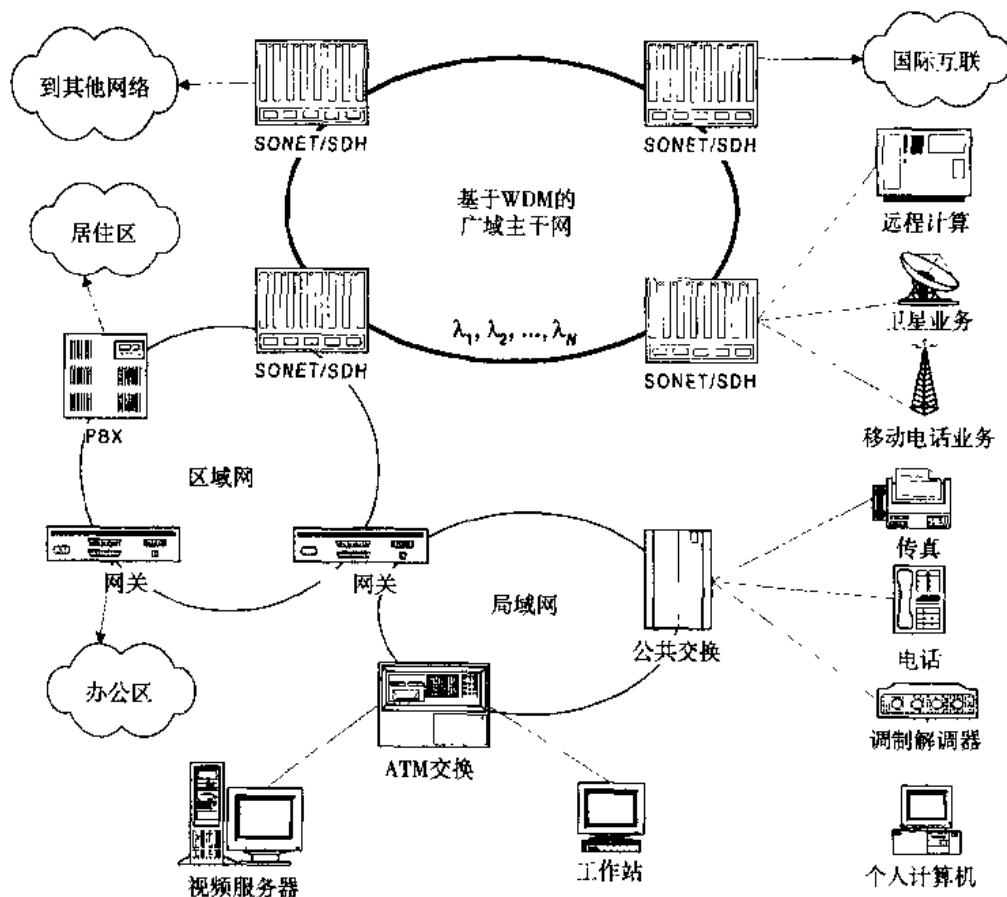 到其他网络
SONET/SDH
SONET/SDH
国际互联
基于WDM的
广域主干网
远程计算
居住区
卫星业务
λ1, λ2, ..., λN
SONET/SDH
SONET/SDH
PBX
移动电话业务
区域网
传真
网关
网关
局域网
公共交换
电话
办公区
ATM交换
调制解调器
视频服务器
工作站
个人计算机